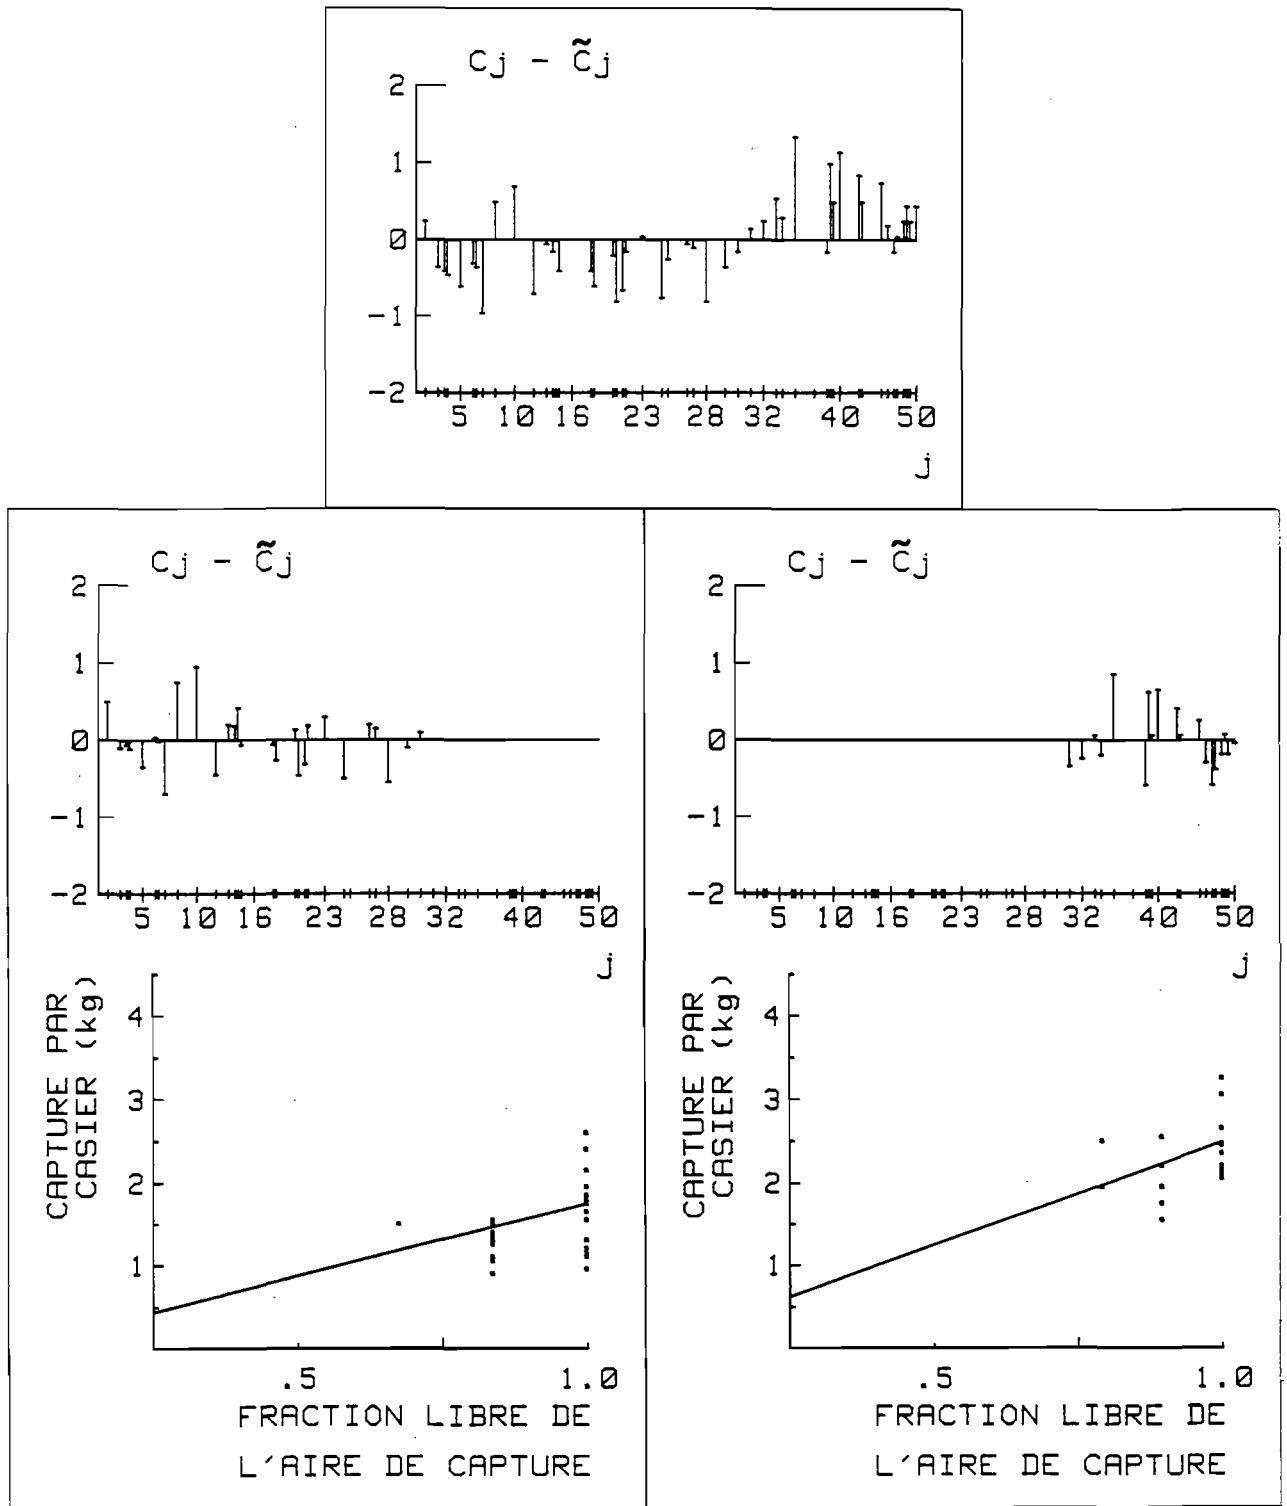 Cj - C̃j
2
1
0
-1
-2
5 10 16 23 28 32 40 50
j
Cj - C̃j
2
1
0
-1
-2
5 10 16 23 28 32 40 50
j
CAPTURE PAR
CASIER (kg)
4
3
2
1
.5 1.0
FRACTION LIBRE DE
L'AIRE DE CAPTURE
Cj - C̃j
2
1
0
-1
-2
5 10 16 23 28 32 40 50
j
CAPTURE PAR
CASIER (kg)
4
3
2
1
.5 1.0
FRACTION LIBRE DE
L'AIRE DE CAPTURE